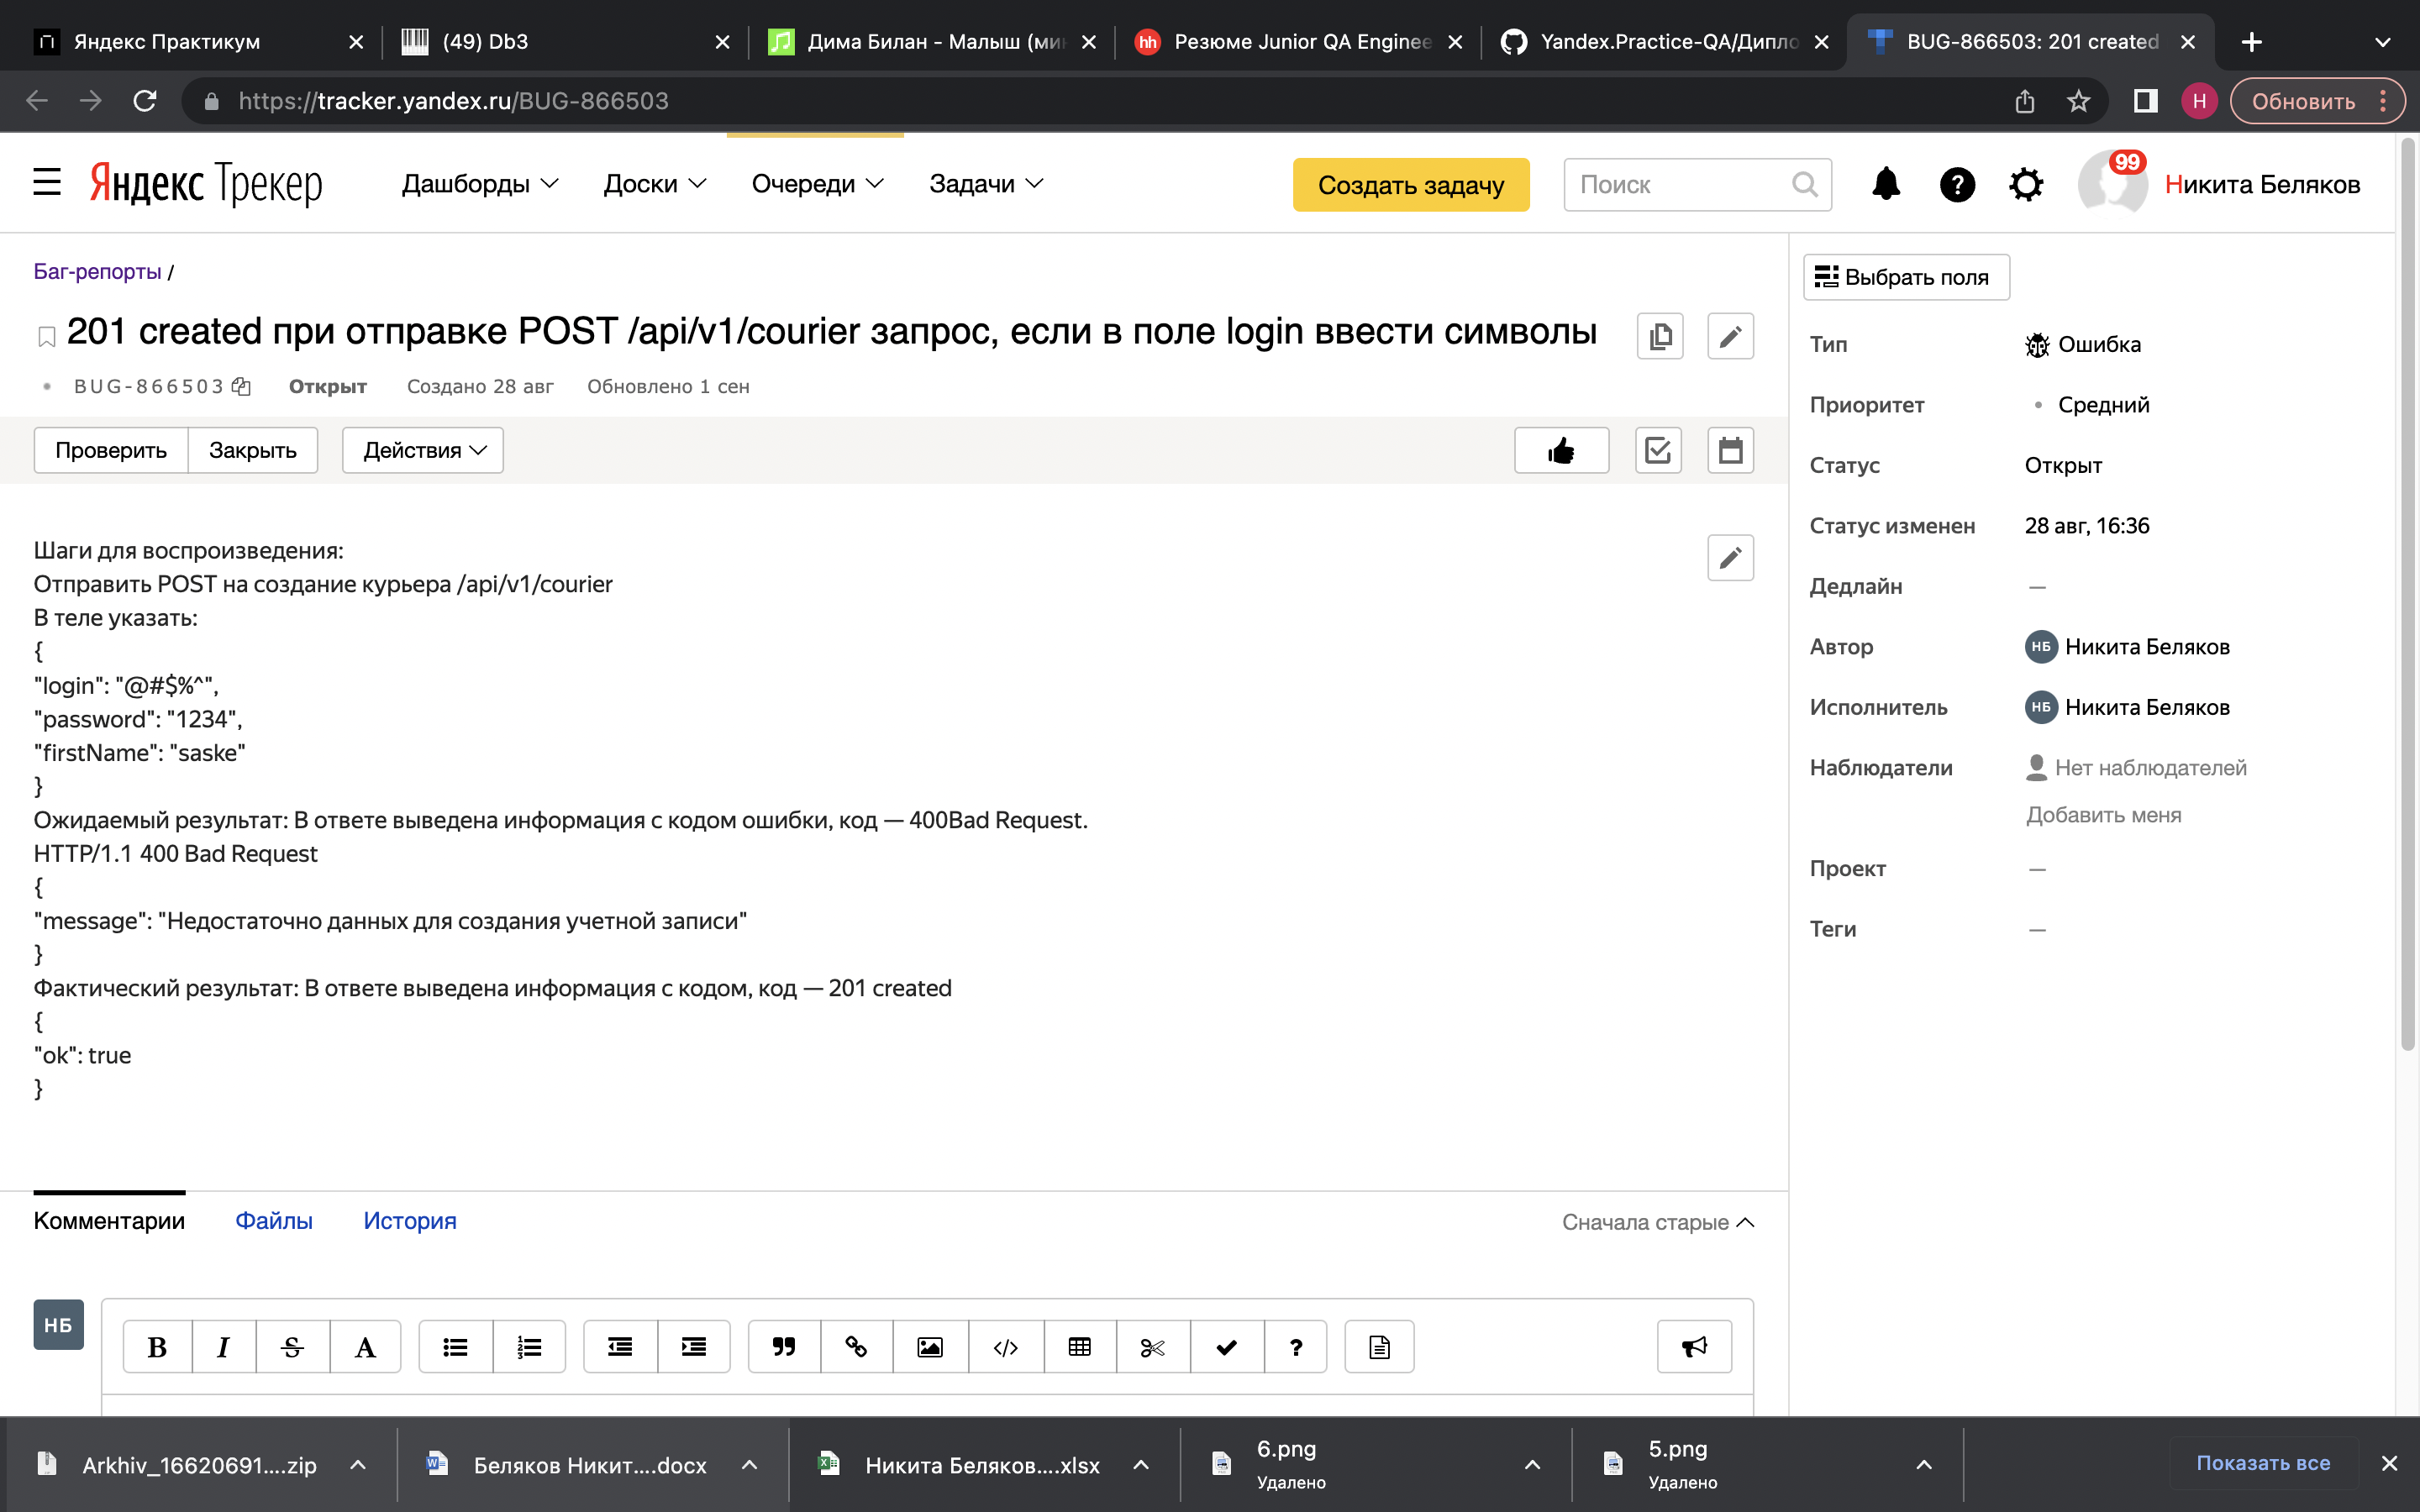 Яндекс Практикум
(49) Db3
Дима Билан - Малыш (ми
hh Резюме Junior QA Enginee
Yandex.Practice-QA/Дипло
BUG-866503: 201 created
https://tracker.yandex.ru/BUG-866503
Н
Обновить
Яндекс Трекер
Дашборды
Доски
Очереди
Задачи
Создать задачу
Поиск
?
99
Никита Беляков
Баг-репорты /
201 created при отправке POST /api/v1/courier запрос, если в поле login ввести символы
BUG-866503 Открыт Создано 28 авг Обновлено 1 сен
Проверить Закрыть Действия
Шаги для воспроизведения:
Отправить POST на создание курьера /api/v1/courier
В теле указать:
{
"login": "@#$%^",
"password": "1234",
"firstName": "saske"
}
Ожидаемый результат: В ответе выведена информация с кодом ошибки, код — 400Bad Request.
HTTP/1.1 400 Bad Request
{
"message": "Недостаточно данных для создания учетной записи"
}
Фактический результат: В ответе выведена информация с кодом, код — 201 created
{
"ok": true
}
Комментарии Файлы История
Сначала старые
НБ
B I S A
?
Выбрать поля
Тип Ошибка
Приоритет Средний
Статус Открыт
Статус изменен 28 авг, 16:36
Дедлайн —
Автор НБ Никита Беляков
Исполнитель НБ Никита Беляков
Наблюдатели Нет наблюдателей
Добавить меня
Проект —
Теги —
Arkhiv_16620691....zip
Беляков Никит....docx
Никита Беляков....xlsx
6.png
Удалено
5.png
Удалено
Показать все